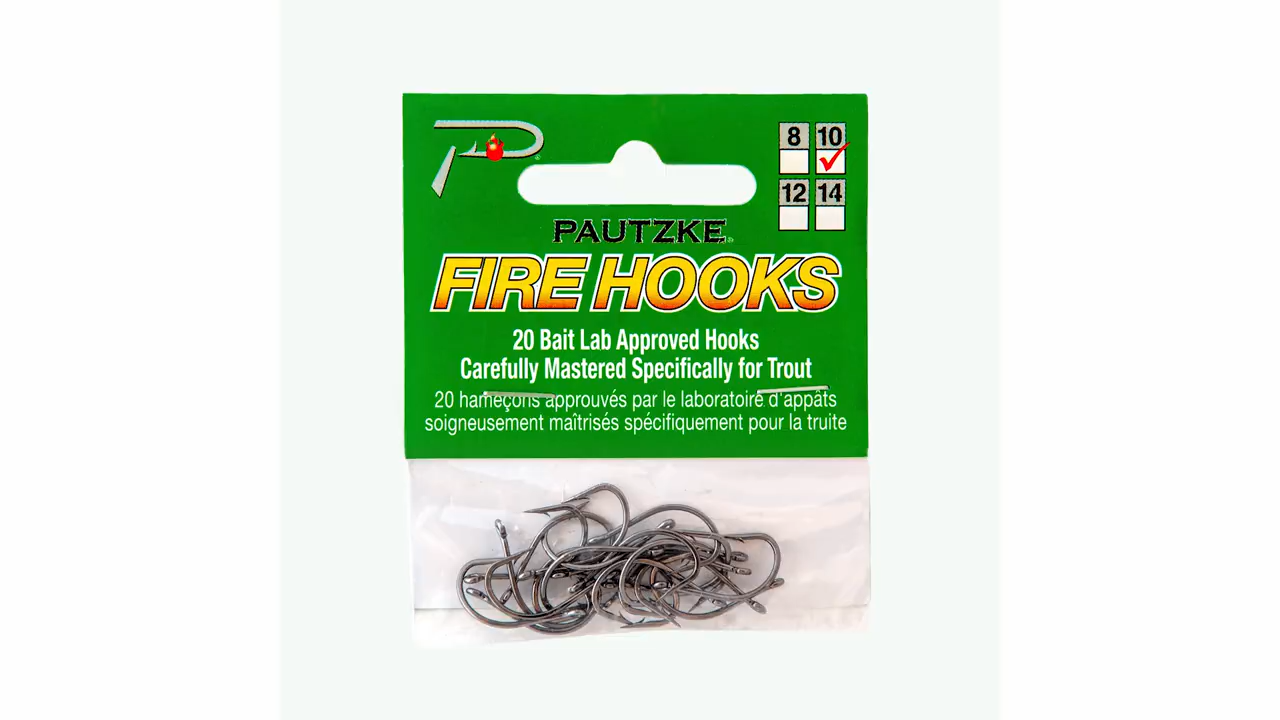 8 10
12 14
PAUTZKE
FIRE HOOKS
20 Bait Lab Approved Hooks
Carefully Mastered Specifically for Trout
20 hameçons approuvés par le laboratoire d'appâts
soigneusement maîtrisés spécifiquement pour la truite